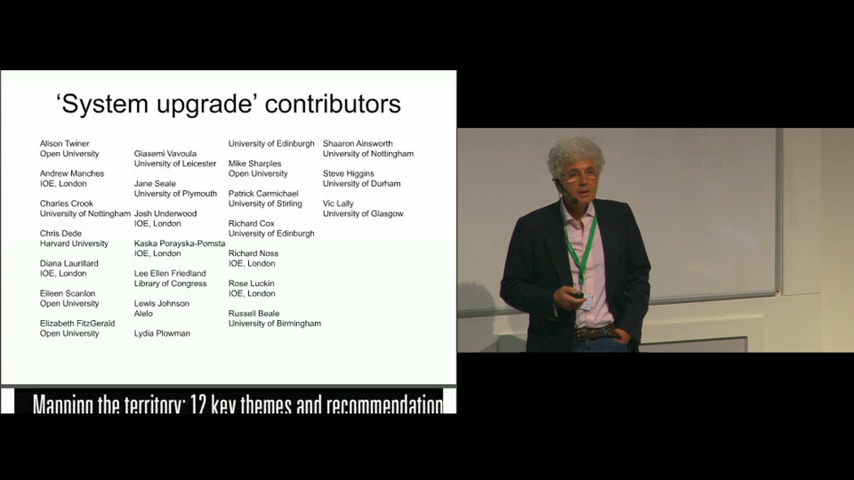 ‘System upgrade’ contributors
Alison Twiner
Open University
Andrew Manches
IOE, London
Charles Crook
University of Nottingham
Chris Dede
Harvard University
Diana Laurillard
IOE, London
Eileen Scanlon
Open University
Elizabeth FitzGerald
Open University
Giasemi Vavoula
University of Leicester
Jane Seale
University of Plymouth
Josh Underwood
IOE, London
Kaska Porayska-Pomsta
IOE, London
Lee Ellen Friedland
Library of Congress
Lewis Johnson
Alelo
Lydia Plowman
University of Edinburgh
Mike Sharples
Open University
Patrick Carmichael
University of Stirling
Richard Cox
University of Edinburgh
Richard Noss
IOE, London
Rose Luckin
IOE, London
Russell Beale
University of Birmingham
Shaaron Ainsworth
University of Nottingham
Steve Higgins
University of Durham
Vic Lally
University of Glasgow
Mapping the territory: 12 key themes and recommendation